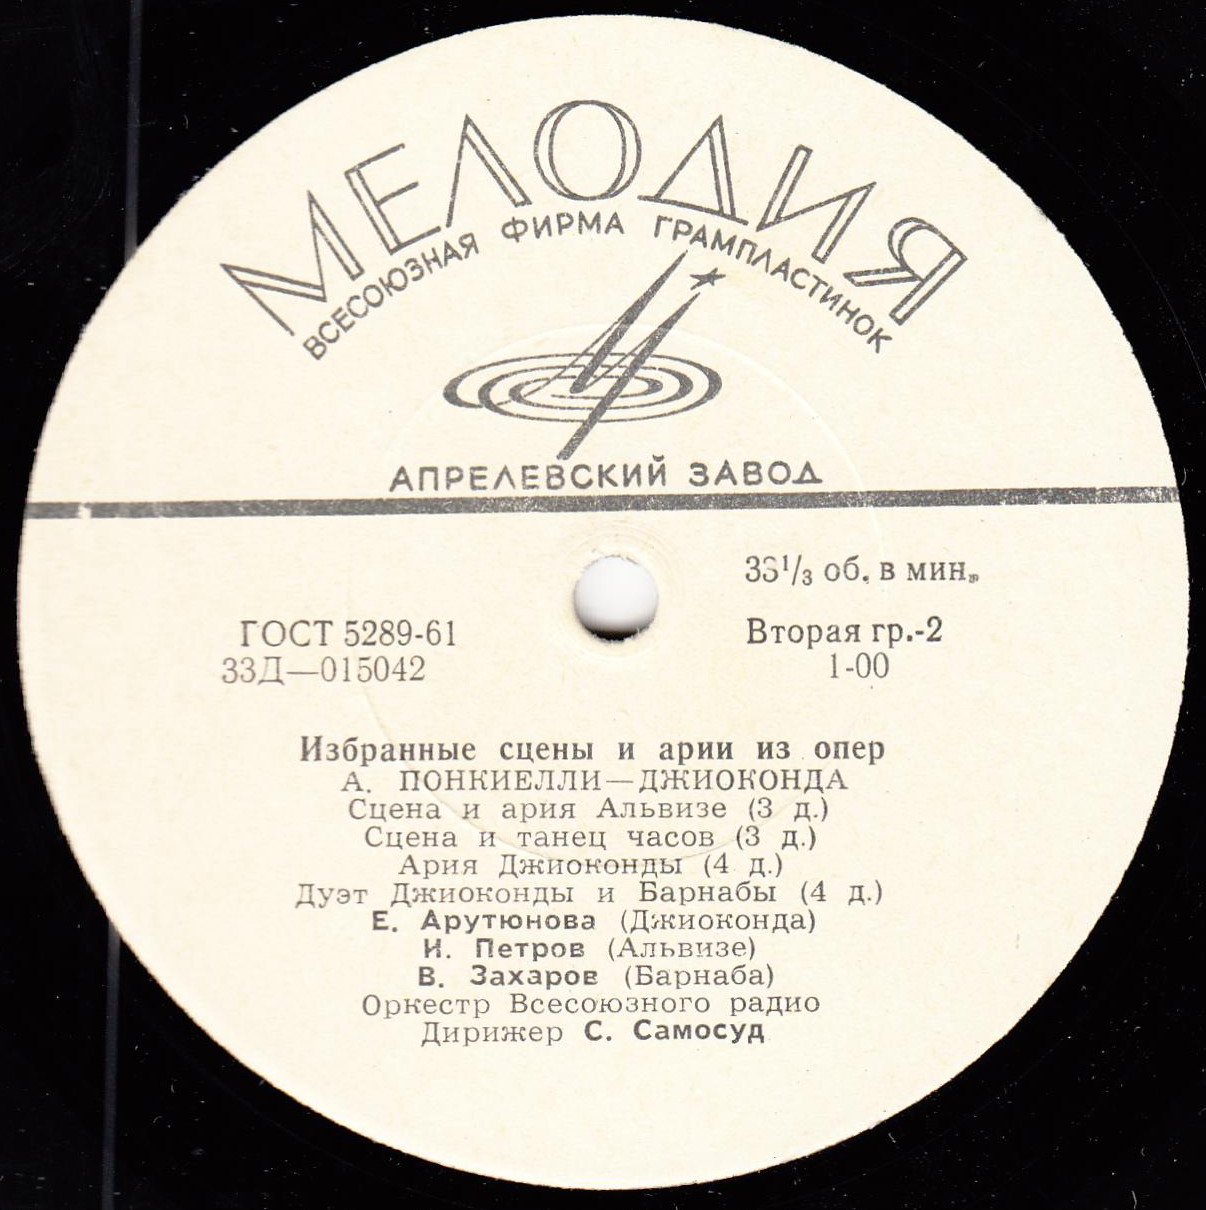 МЕЛОДИЯ
ВСЕСОЮЗНАЯ ФИРМА ГРАМПЛАСТИНОК
АПРЕЛЕВСКИЙ ЗАВОД
33⅓ об. в мин.
ГОСТ 5289-61
Вторая гр.-2
33Д—015042
1-00
Избранные сцены и арии из опер
А. ПОНКИЕЛЛИ—ДЖИОКОНДА
Сцена и ария Альвизе (3 д.)
Сцена и танец часов (3 д.)
Ария Джиоконды (4 д.)
Дуэт Джиоконды и Барнабы (4 д.)
Е. Арутюнова (Джиоконда)
И. Петров (Альвизе)
В. Захаров (Барнаба)
Оркестр Всесоюзного радио
Дирижер С. Самосуд